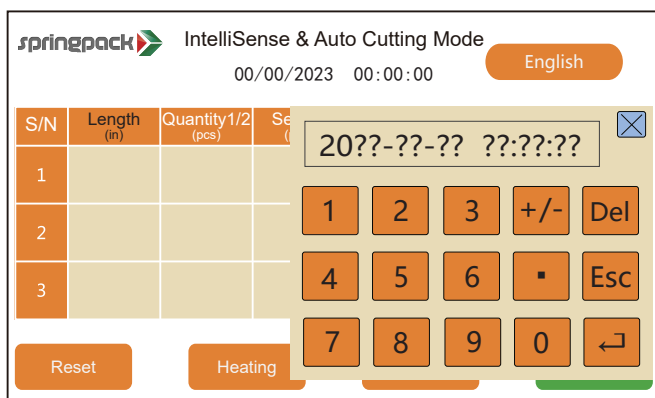 springpack
IntelliSense & Auto Cutting Mode
00/00/2023 00:00:00
English
S/N Length (in) Quantity1/2 (pcs) Se
1
2
3
20??-??-?? ??:??:??
1 2 3 +/- Del
4 5 6 . Esc
7 8 9 0
Reset Heating